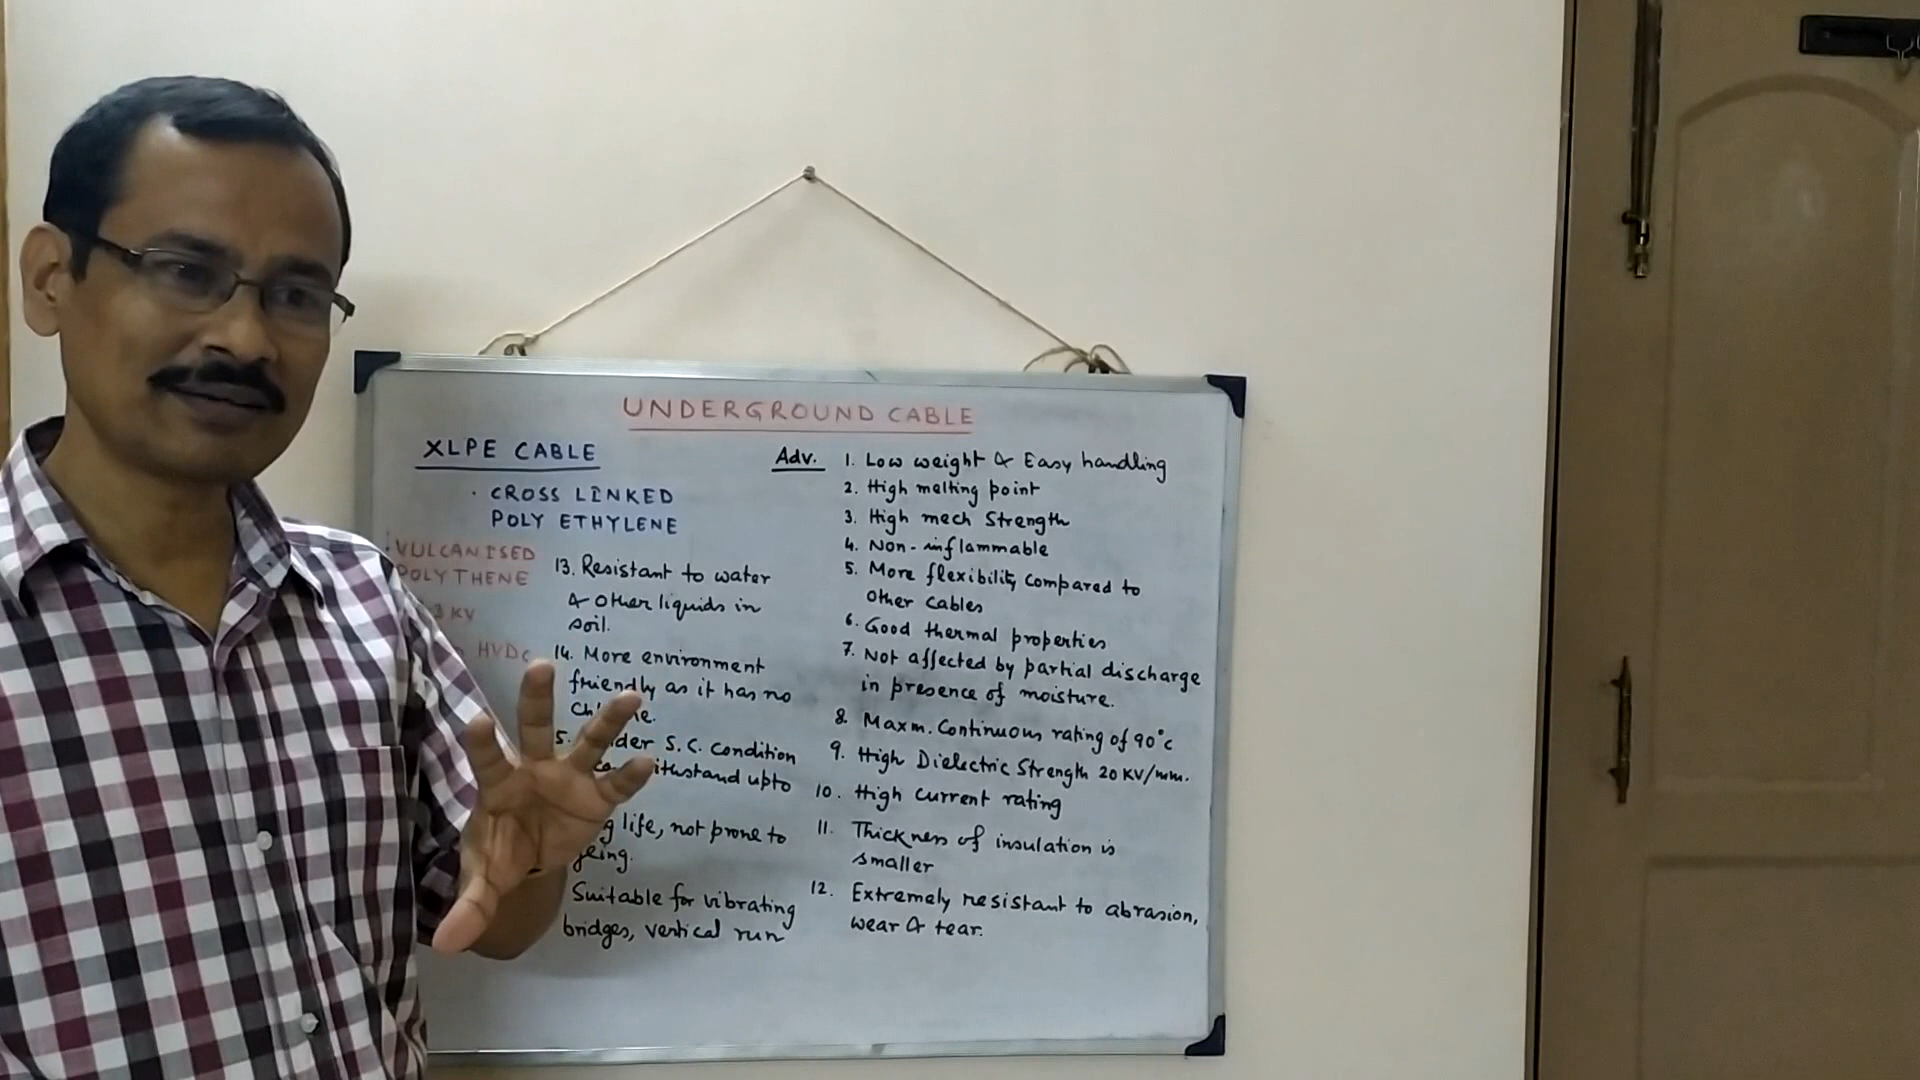 UNDERGROUND CABLE
XLPE CABLE
CROSS LINKED
POLY ETHYLENE
VULCANISED
POLYTHENE
3 KV
HVDC
Adv. 1. Low weight & Easy handling
2. High melting point
3. High mech Strength
4. Non-inflammable
5. More flexibility compared to
other cables
6. Good thermal properties
7. Not affected by partial discharge
in presence of moisture.
8. Maxm. Continuous rating of 90°c
9. High Dielectric Strength 20 KV/mm.
10. High current rating
11. Thickness of insulation is
smaller
12. Extremely resistant to abrasion,
wear & tear.
13. Resistant to water
& other liquids in
soil.
14. More environment
friendly as it has no
5. S.C. condition
upto
life, not prone to
Suitable for vibrating
bridges, vertical run